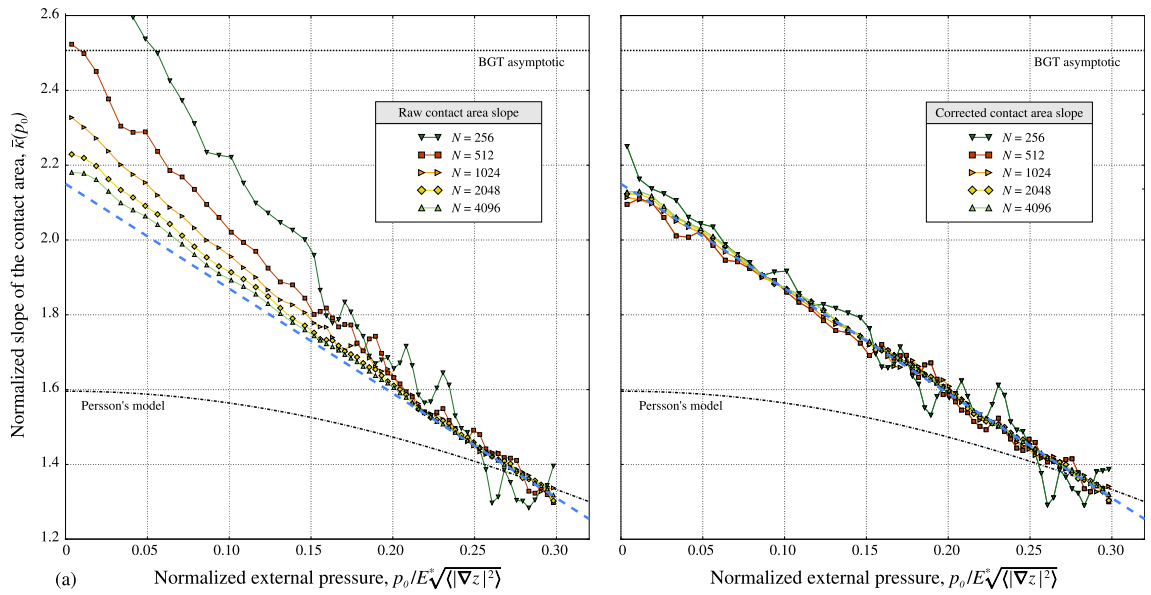 2.6
2.4
2.2
2.0
1.8
1.6
1.4
1.2
Normalized slope of the contact area, κ̄(p₀)
BGT asymptotic
Raw contact area slope
N = 256
N = 512
N = 1024
N = 2048
N = 4096
Persson's model
0 0.05 0.10 0.15 0.20 0.25 0.30
(a) Normalized external pressure, p₀/E*√⟨|∇z|²⟩
BGT asymptotic
Corrected contact area slope
N = 256
N = 512
N = 1024
N = 2048
N = 4096
Persson's model
0 0.05 0.10 0.15 0.20 0.25 0.30
Normalized external pressure, p₀/E*√⟨|∇z|²⟩